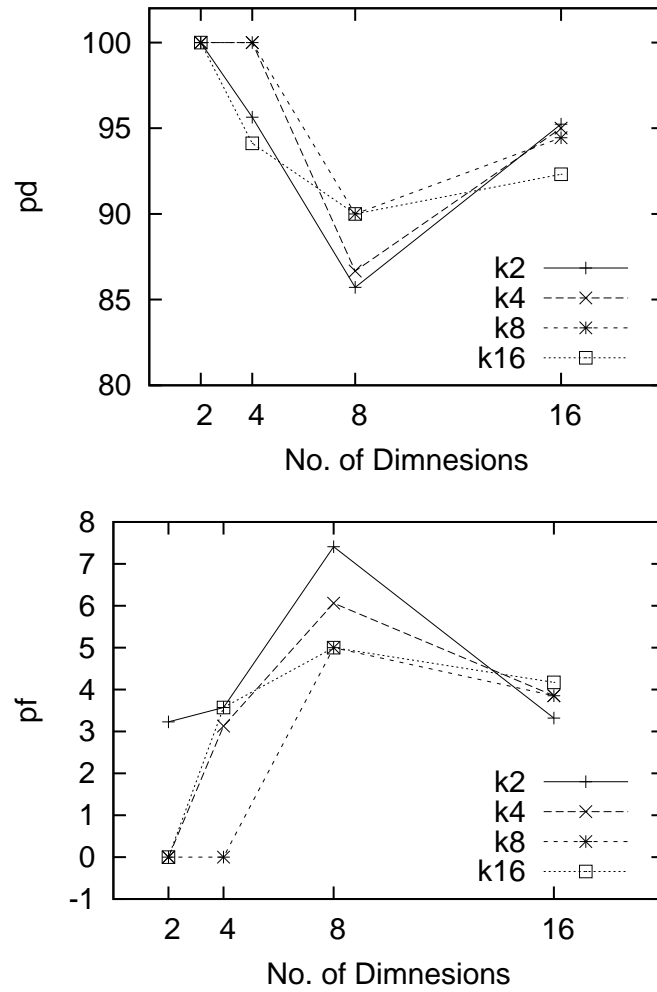 100
95
90
85
80
pd
k2
k4
k8
k16
2 4 8 16
No. of Dimnesions
8
7
6
5
4
3
2
1
0
-1
pf
k2
k4
k8
k16
2 4 8 16
No. of Dimnesions